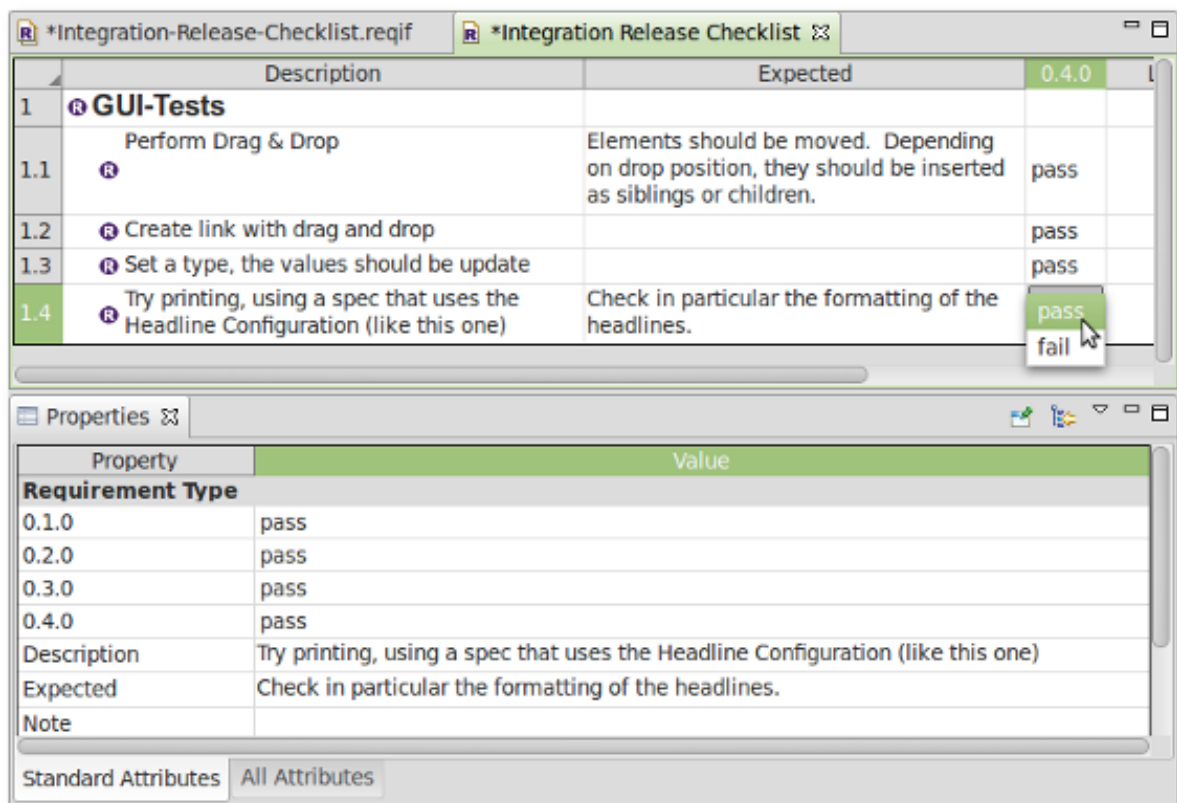 *Integration-Release-Checklist.reqif *Integration Release Checklist
Description Expected 0.4.0
1 GUI-Tests
1.1 Perform Drag & Drop Elements should be moved. Depending
on drop position, they should be inserted
as siblings or children. pass
1.2 Create link with drag and drop pass
1.3 Set a type, the values should be update pass
1.4 Try printing, using a spec that uses the Check in particular the formatting of the
Headline Configuration (like this one) headlines.
pass
fail
Properties
Property Value
Requirement Type
0.1.0 pass
0.2.0 pass
0.3.0 pass
0.4.0 pass
Description Try printing, using a spec that uses the Headline Configuration (like this one)
Expected Check in particular the formatting of the headlines.
Note
Standard Attributes All Attributes